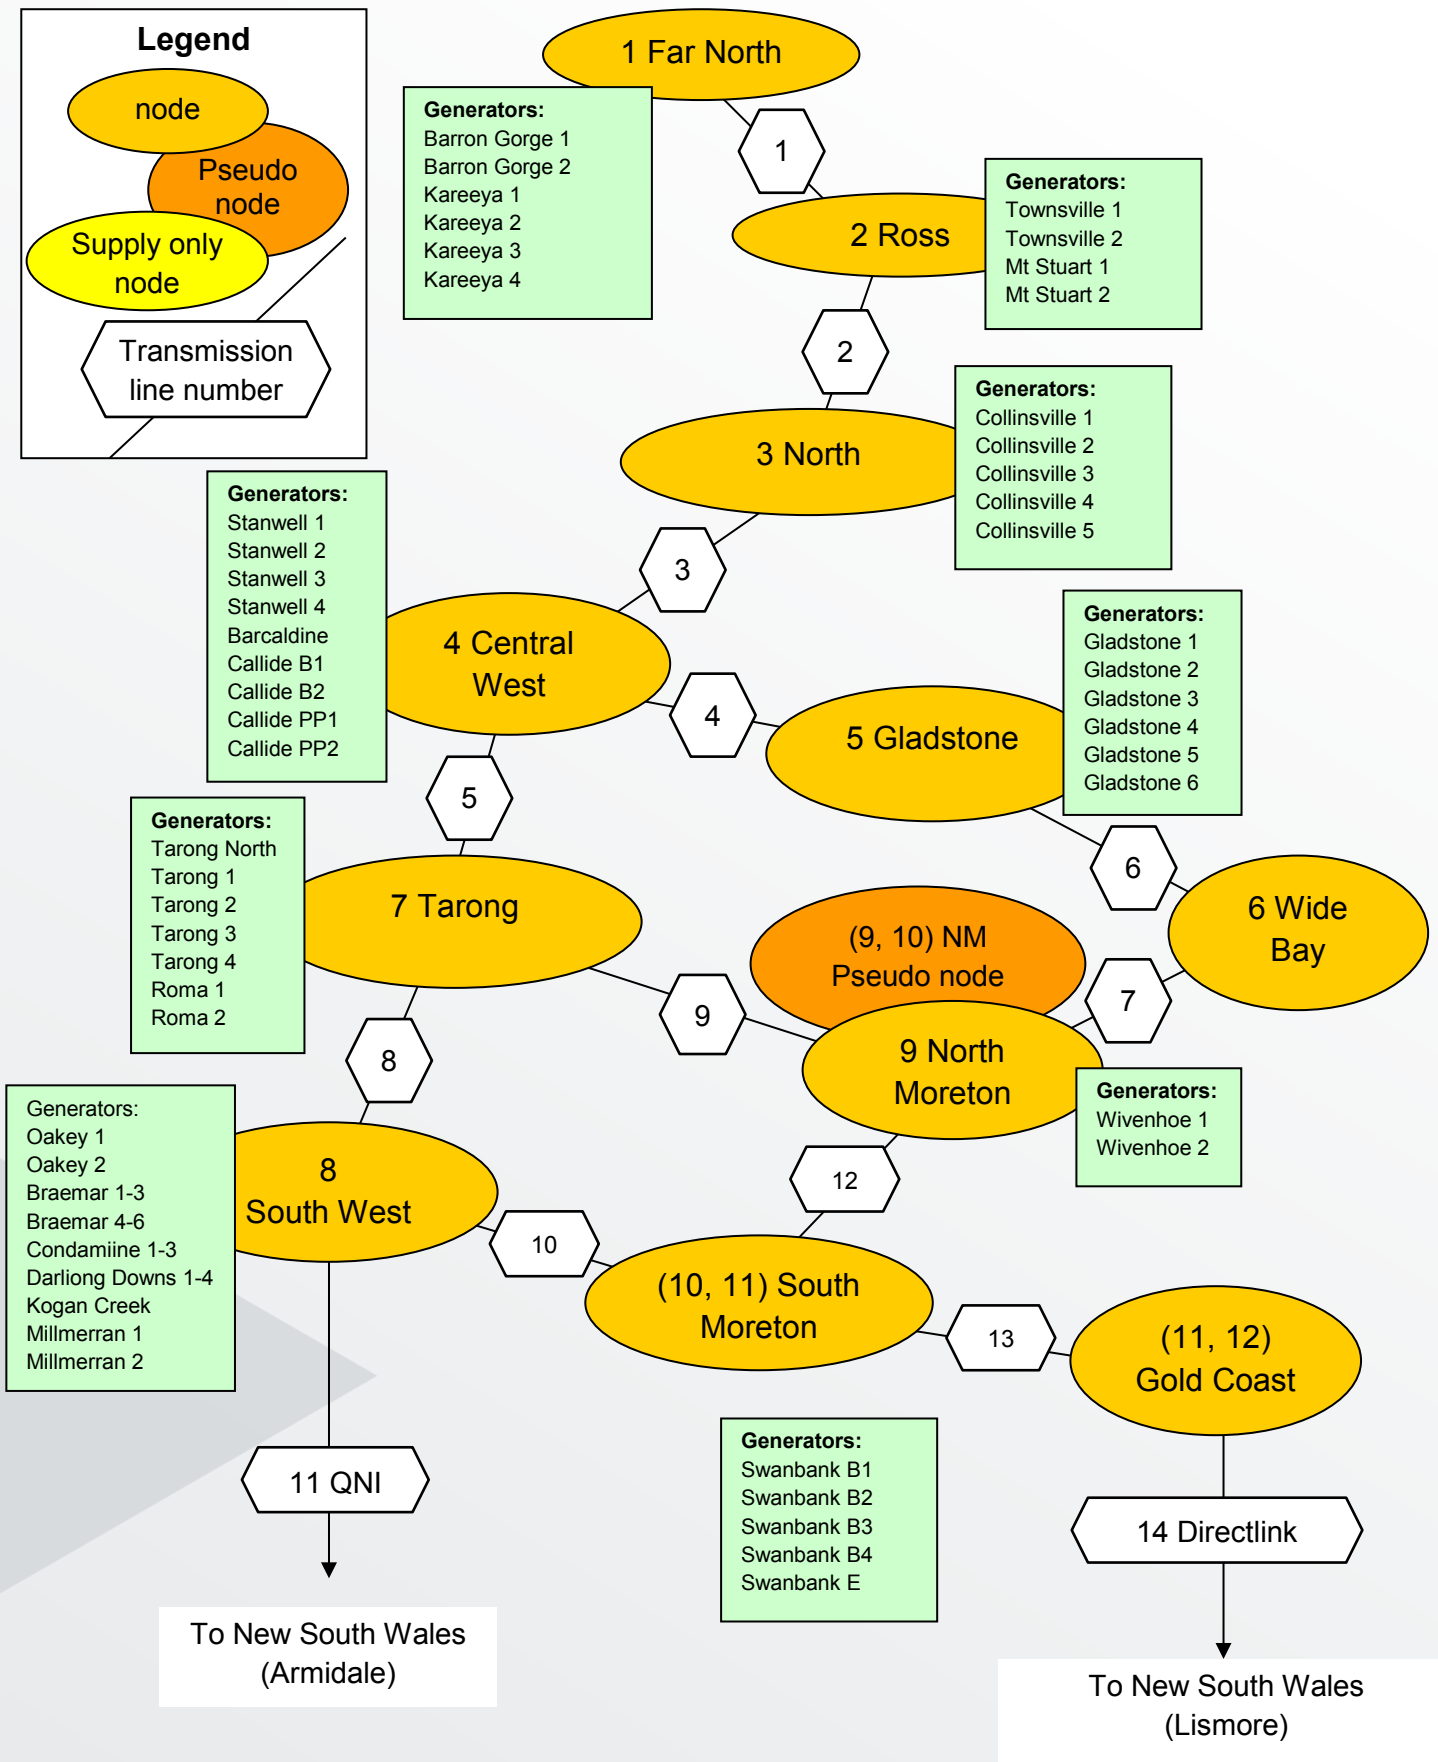 Legend
node
Pseudo
node
Supply only
node
Transmission
line number
1 Far North
Generators:
Barron Gorge 1
Barron Gorge 2
Kareeya 1
Kareeya 2
Kareeya 3
Kareeya 4
1
2 Ross
Generators:
Townsville 1
Townsville 2
Mt Stuart 1
Mt Stuart 2
2
3 North
Generators:
Collinsville 1
Collinsville 2
Collinsville 3
Collinsville 4
Collinsville 5
3
Generators:
Stanwell 1
Stanwell 2
Stanwell 3
Stanwell 4
Barcaldine
Callide B1
Callide B2
Callide PP1
Callide PP2
4 Central
West
4
5 Gladstone
Generators:
Gladstone 1
Gladstone 2
Gladstone 3
Gladstone 4
Gladstone 5
Gladstone 6
5
6
Generators:
Tarong North
Tarong 1
Tarong 2
Tarong 3
Tarong 4
Roma 1
Roma 2
7 Tarong
6 Wide
Bay
(9, 10) NM
Pseudo node
7
9
8
9 North
Moreton
Generators:
Wivenhoe 1
Wivenhoe 2
Generators:
Oakey 1
Oakey 2
Braemar 1-3
Braemar 4-6
Condamiine 1-3
Darliong Downs 1-4
Kogan Creek
Millmerran 1
Millmerran 2
8
South West
12
10
(10, 11) South
Moreton
13
(11, 12)
Gold Coast
Generators:
Swanbank B1
Swanbank B2
Swanbank B3
Swanbank B4
Swanbank E
11 QNI
14 Directlink
To New South Wales
(Armidale)
To New South Wales
(Lismore)